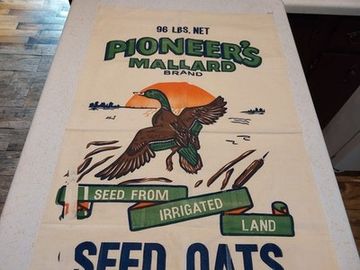 96 LBS. NET
PIONEER'S
MALLARD
BRAND
SEED FROM
IRRIGATED
LAND
SEED OATS